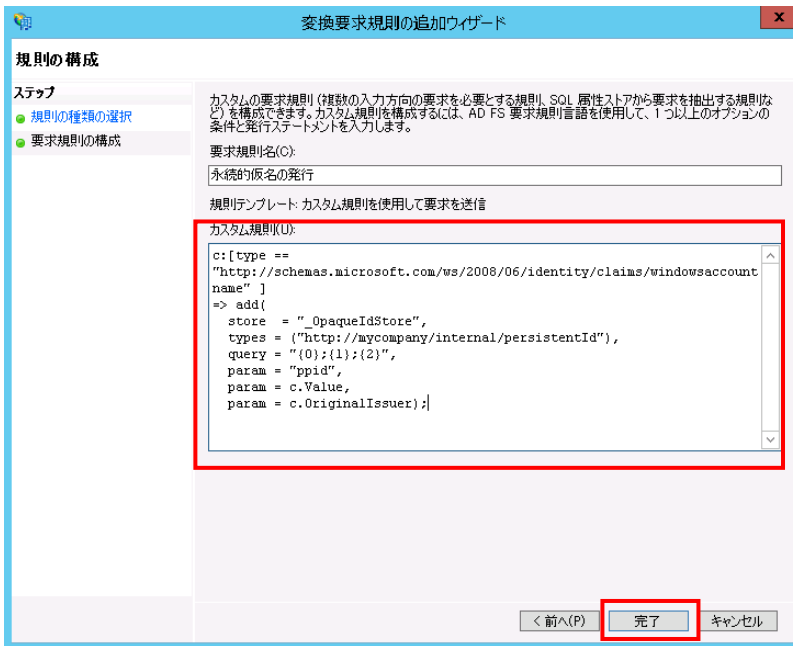 変換要求規則の追加ウィザード
x
規則の構成
ステップ
規則の種類の選択
要求規則の構成
カスタムの要求規則 (複数の入力方向の要求を必要とする規則、SQL 属性ストアから要求を抽出する規則な
ど) を構成できます。カスタム規則を構成するには、AD FS 要求規則言語を使用して、1 つ以上のオプションの
条件と発行ステートメントを入力します。
要求規則名(C):
永続的仮名の発行
規則テンプレート: カスタム規則を使用して要求を送信
カスタム規則(U):
c:[type ==
"http://schemas.microsoft.com/ws/2008/06/identity/claims/windowsaccount
name" ]
=> add(
store = "_OpaqueIdStore",
types = ("http://mycompany/internal/persistentId"),
query = "{0};{1};{2}",
param = "ppid",
param = c.Value,
param = c.OriginalIssuer);
< 前へ(P)
完了
キャンセル